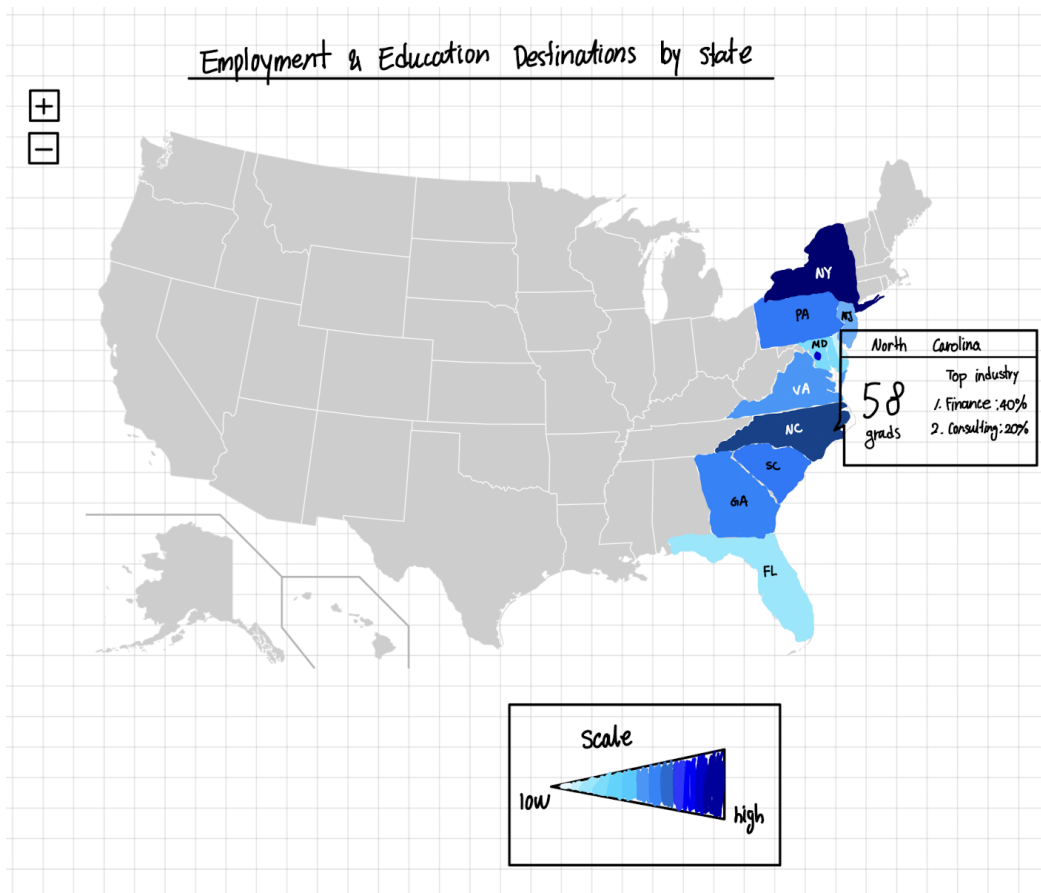 Employment & Education Destinations by state
+
−
NY
PA
NJ
MD
VA
NC
SC
GA
FL
North Carolina
58
grads
Top industry
1. Finance : 40%
2. Consulting : 20%
Scale
low
high